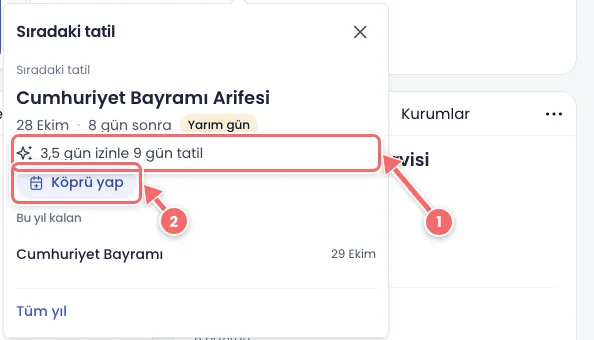 Sıradaki tatil
Sıradaki tatil
Cumhuriyet Bayramı Arifesi
28 Ekim · 8 gün sonra Yarım gün
3,5 gün izinle 9 gün tatil
Köprü yap
Bu yıl kalan
Cumhuriyet Bayramı 29 Ekim
Tüm yıl
Kurumlar
visi
1
2